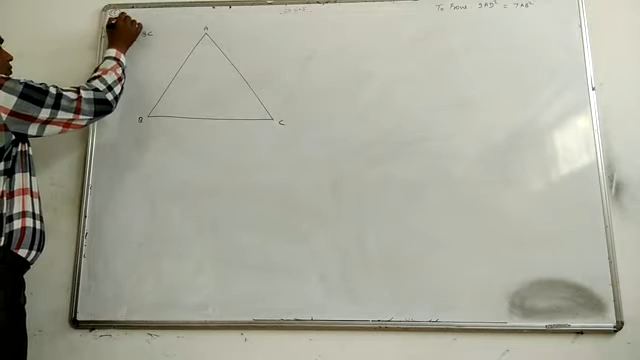 BC
A
B
C
To Prove 9AD² = 7AB²